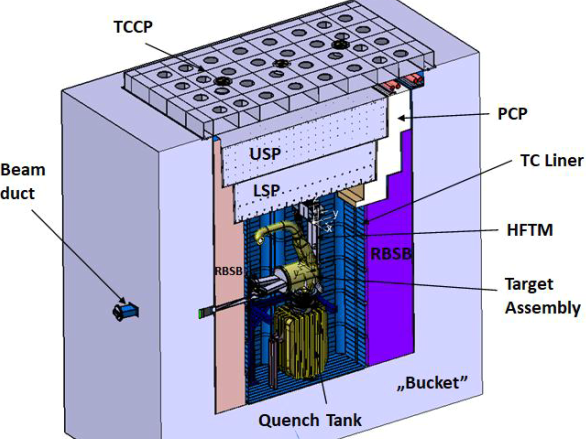 TCCP
PCP
USP
TC Liner
Beam
duct
LSP
y
x
HFTM
RBSB
RBSB
Target
Assembly
„Bucket”
Quench Tank